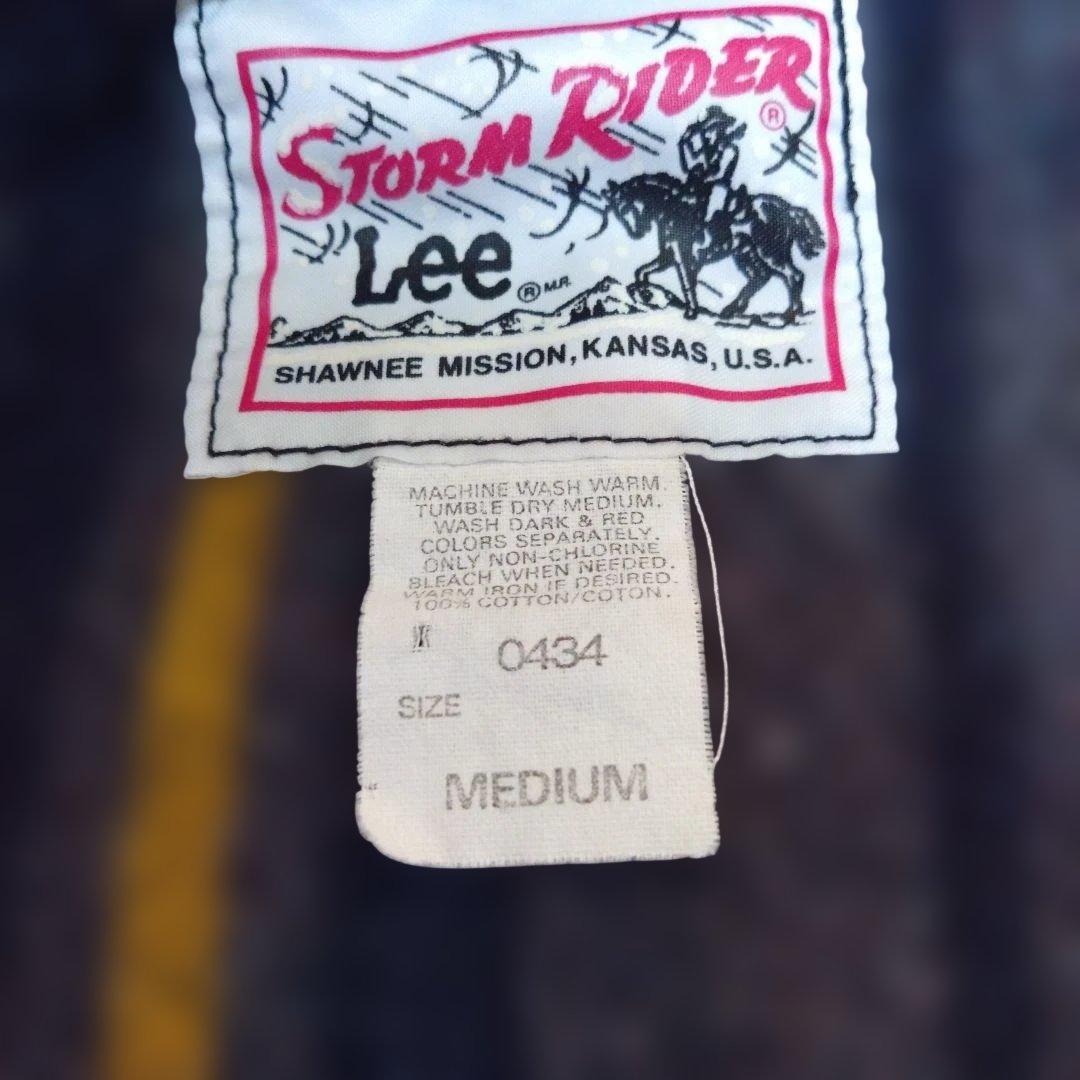 STORM RIDER ®
Lee ® M.R.
SHAWNEE MISSION, KANSAS, U.S.A.
MACHINE WASH WARM.
TUMBLE DRY MEDIUM.
WASH DARK & RED
COLORS SEPARATELY.
ONLY NON-CHLORINE
BLEACH WHEN NEEDED.
WARM IRON IF DESIRED.
100% COTTON/COTON.
0434
SIZE
MEDIUM